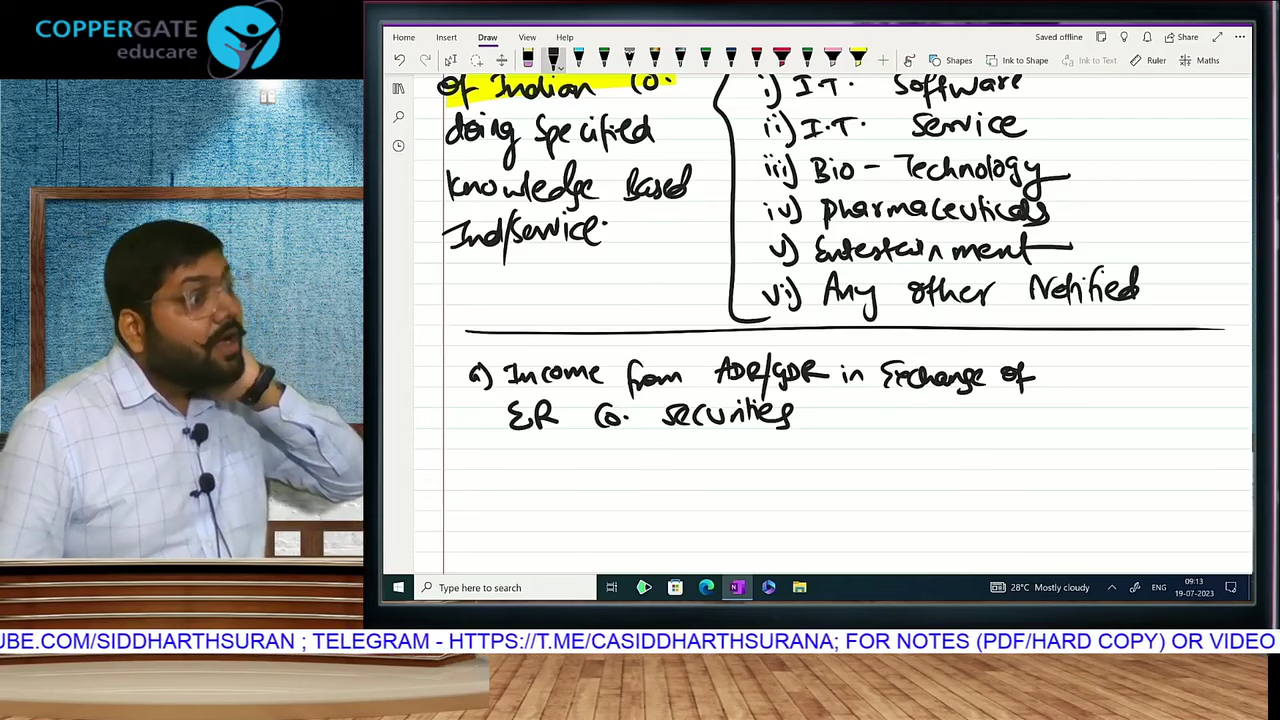 COPPERGATE
educare
Home Insert Draw View Help
Saved offline
Share
Shapes
Ink to Shape
Ink to Text
Ruler
Maths
of Indian Co.
doing Specified
Knowledge Based
Ind/Service.
i) I.T. Software
ii) I.T. Service
iii) Bio - Technology
iv) Pharmaceuticals
v) Entertainment
vi) Any other Notified
a) Income from ADR/GDR in Exchange of
ER Co. securities
Type here to search
28°C Mostly cloudy
ENG
09:13
19-07-2023
UBE.COM/SIDDHARTHSURAN ; TELEGRAM - HTTPS://T.ME/CASIDDHARTHSURANA; FOR NOTES (PDF/HARD COPY) OR VIDEO